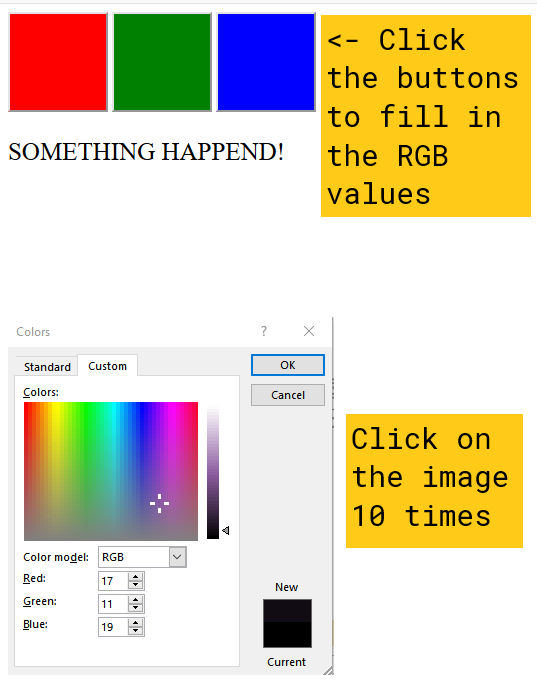 <- Click
the buttons
to fill in
the RGB
values
SOMETHING HAPPEND!
Colors
?
Standard
Custom
OK
Cancel
Colors:
Color model:
RGB
Red:
17
Green:
11
Blue:
19
New
Current
Click on
the image
10 times